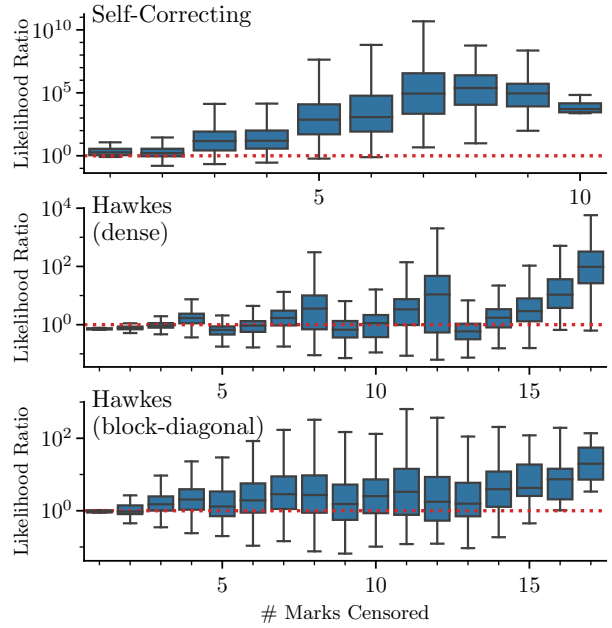 Self-Correcting
Likelihood Ratio
10^10
10^5
10^0
5
10
Hawkes
(dense)
Likelihood Ratio
10^4
10^2
10^0
5
10
15
Hawkes
(block-diagonal)
Likelihood Ratio
10^2
10^0
5
10
15
# Marks Censored